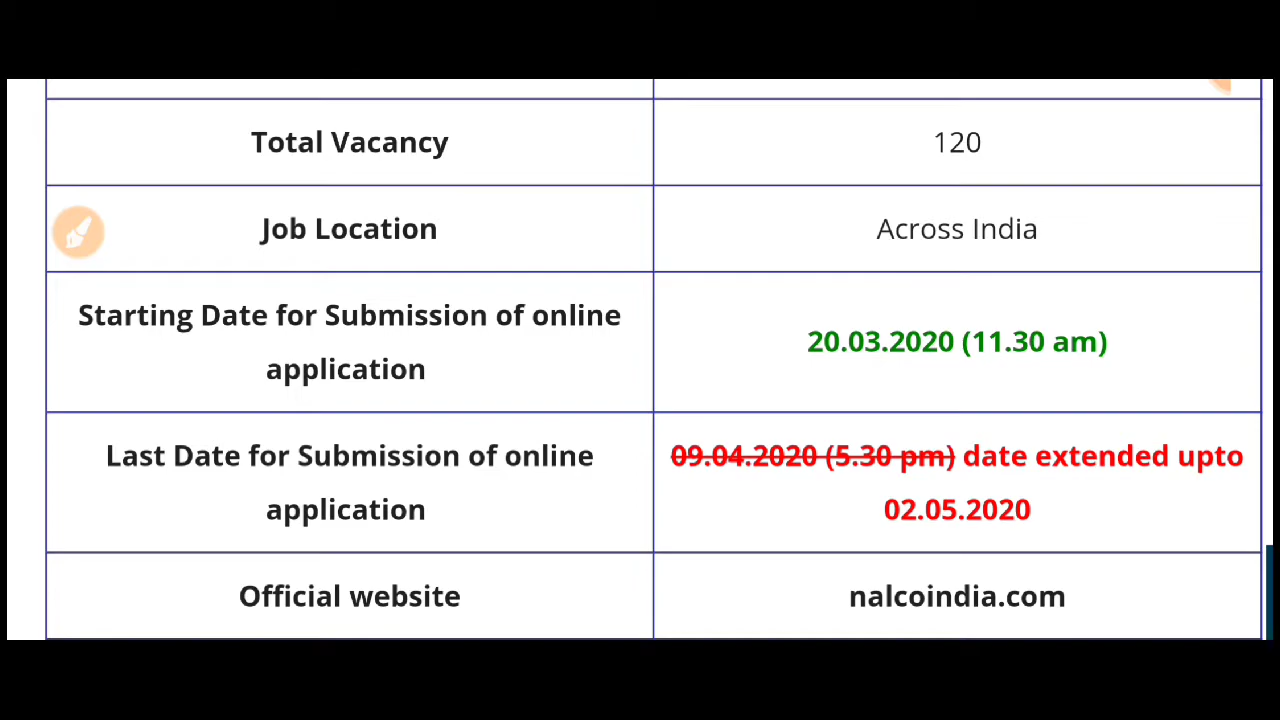 Total Vacancy
120
Job Location
Across India
Starting Date for Submission of online
application
20.03.2020 (11.30 am)
Last Date for Submission of online
application
09.04.2020 (5.30 pm) date extended upto
02.05.2020
Official website
nalcoindia.com